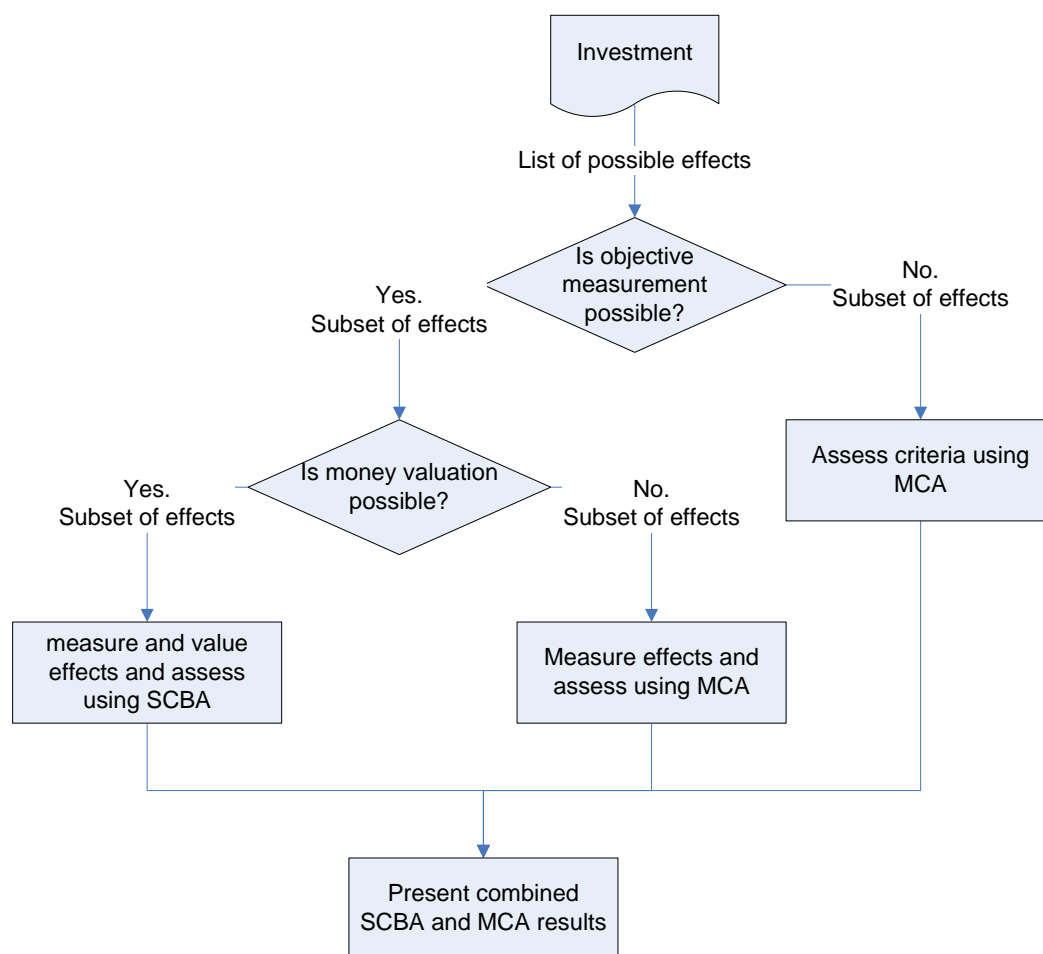 Investment
List of possible effects
Is objective
measurement
possible?
No.
Subset of effects
Yes.
Subset of effects
Assess criteria using
MCA
Is money valuation
possible?
Yes.
Subset of effects
No.
Subset of effects
measure and value
effects and assess
using SCBA
Measure effects and
assess using MCA
Present combined
SCBA and MCA results